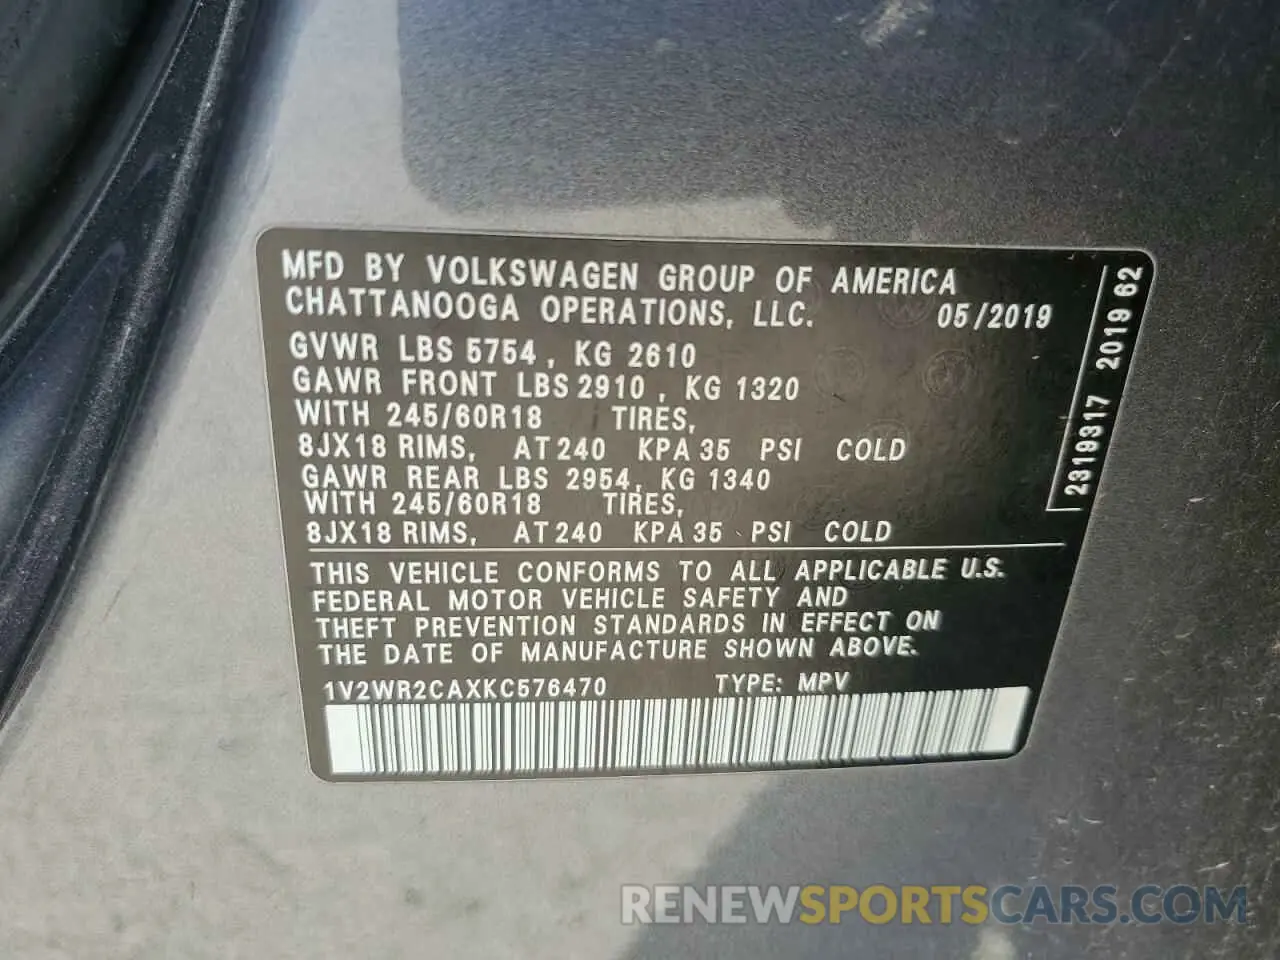 MFD BY VOLKSWAGEN GROUP OF AMERICA
CHATTANOOGA OPERATIONS, LLC. 05/2019
GVWR LBS 5754, KG 2610
GAWR FRONT LBS 2910, KG 1320
WITH 245/60R18 TIRES,
8JX18 RIMS, AT 240 KPA 35 PSI COLD
GAWR REAR LBS 2954, KG 1340
WITH 245/60R18 TIRES,
8JX18 RIMS, AT 240 KPA 35 PSI COLD
THIS VEHICLE CONFORMS TO ALL APPLICABLE U.S.
FEDERAL MOTOR VEHICLE SAFETY AND
THEFT PREVENTION STANDARDS IN EFFECT ON
THE DATE OF MANUFACTURE SHOWN ABOVE.
1V2WR2CAXKC576470 TYPE: MPV
2319317 2019 62
RENEWSPORTSCARS.COM